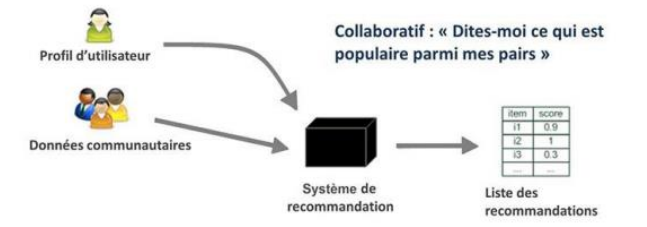 Collaboratif : « Dites-moi ce qui est
populaire parmi mes pairs »
Profil d’utilisateur
Données communautaires
Système de
recommandation
item score
i1 0.9
i2 1
i3 0.3
... ...
Liste des
recommandations